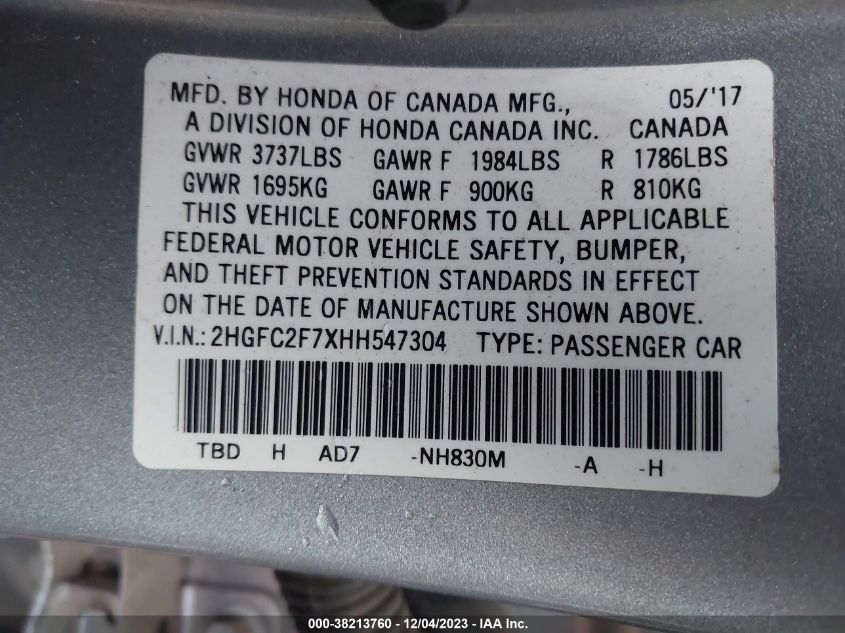 MFD. BY HONDA OF CANADA MFG., 05/'17
A DIVISION OF HONDA CANADA INC. CANADA
GVWR 3737LBS GAWR F 1984LBS R 1786LBS
GVWR 1695KG GAWR F 900KG R 810KG
THIS VEHICLE CONFORMS TO ALL APPLICABLE
FEDERAL MOTOR VEHICLE SAFETY, BUMPER,
AND THEFT PREVENTION STANDARDS IN EFFECT
ON THE DATE OF MANUFACTURE SHOWN ABOVE.
V.I.N.: 2HGFC2F7XHH547304 TYPE: PASSENGER CAR
TBD H AD7 -NH830M -A -H
000-38213760 - 12/04/2023 - IAA Inc.